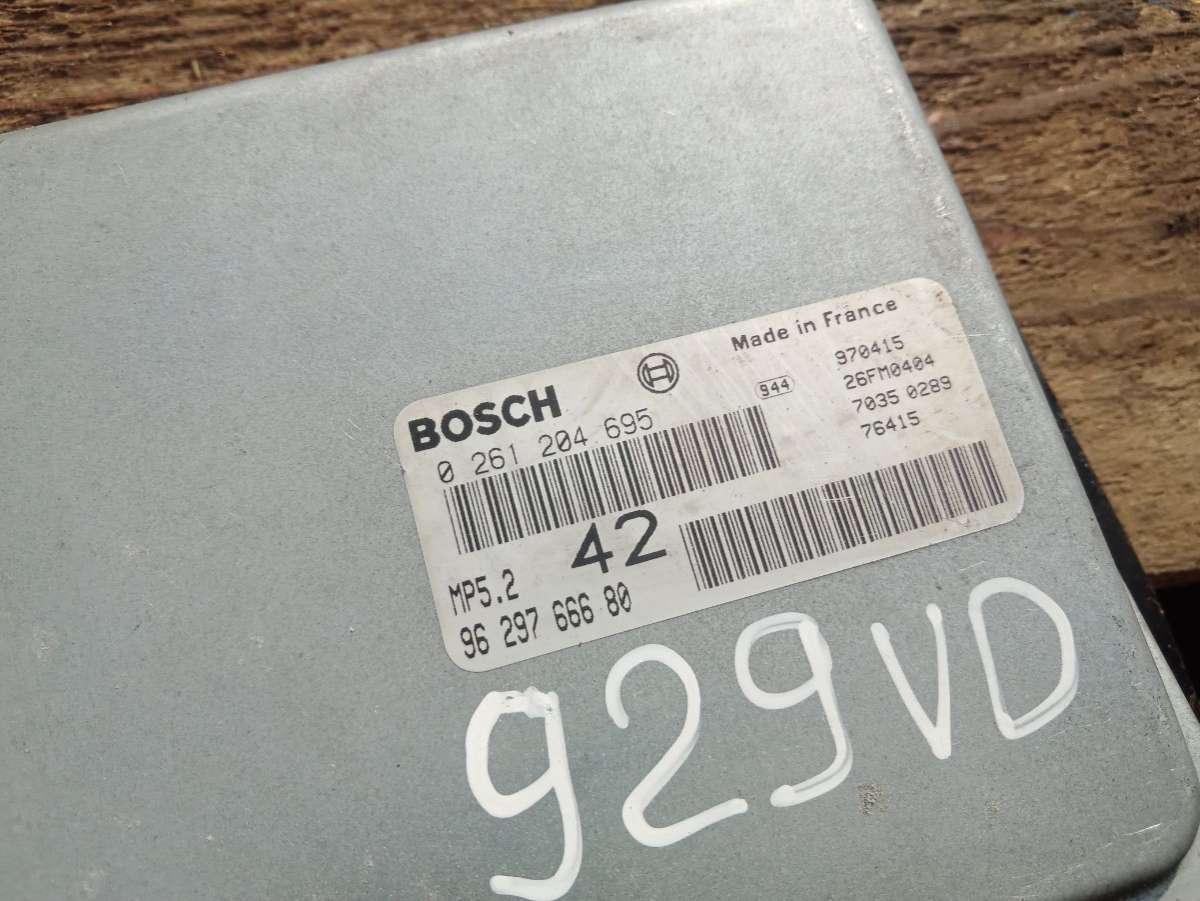 Made in France
BOSCH
944
970415
26FM0404
7035 0289
76415
0 261 204 695
MP5.2
42
96 297 666 80
929VD